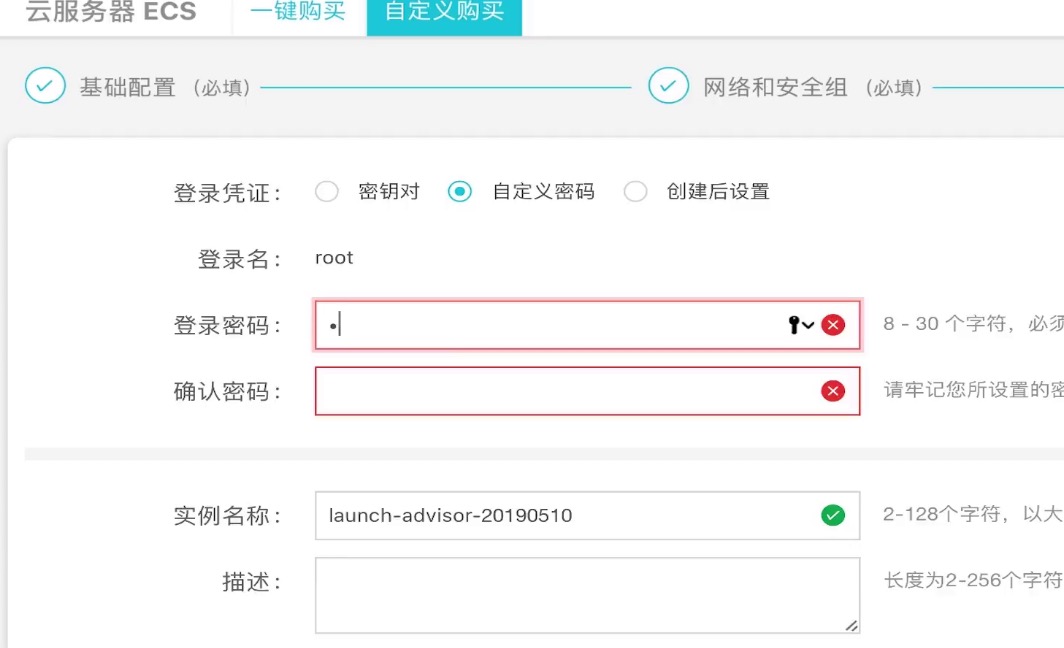 云服务器 ECS 一键购买 自定义购买
基础配置 (必填) 网络和安全组 (必填)
登录凭证: 密钥对 自定义密码 创建后设置
登录名: root
登录密码: • 8 - 30 个字符，必须
确认密码: 请牢记您所设置的密
实例名称: launch-advisor-20190510 2-128个字符，以大
描述: 长度为2-256个字符